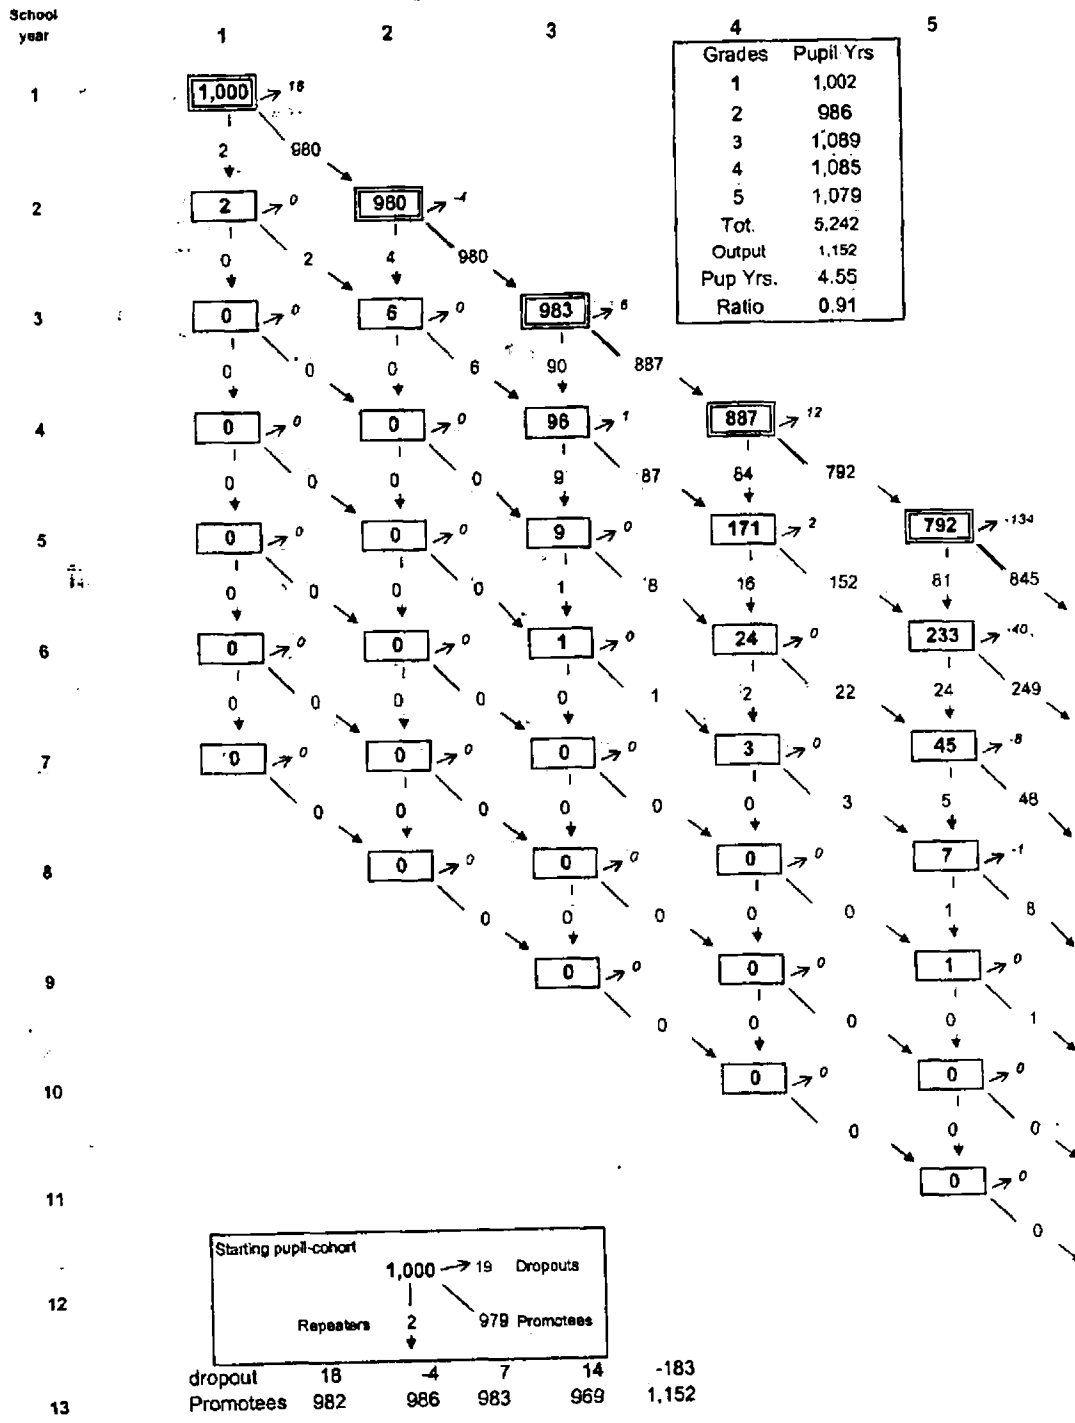 School
year 1 2 3 4 5
Grades Pupil Yrs
1 1,002
2 986
3 1,089
4 1,085
5 1,079
Tot. 5,242
Output 1,152
Pup Yrs. 4.55
Ratio 0.91
1 1,000 18
2 980
2 2 0 980 -4
0 2 4 980
3 0 0 6 0 983 6
0 0 0 6 90 887
4 0 0 0 0 96 1 887 12
0 0 0 0 9 87 84 792
5 0 0 0 0 9 0 171 2 792 -134
0 0 0 0 1 8 16 152 81 845
6 0 0 0 0 1 0 24 0 233 -40
0 0 0 0 0 1 2 22 24 249
7 0 0 0 0 0 0 3 0 45 -8
0 0 0 0 0 0 3 5 48
8 0 0 0 0 0 0 7 -1
0 0 0 0 0 1 8
9 0 0 0 0 1 0
0 0 0 0 1
10 0 0 0 0
0 0 0
11 0 0
0
Starting pupil-cohort
1,000 19 Dropouts
12
Repeaters 2 979 Promotees
dropout 18 -4 7 14 -183
13 Promotees 982 986 983 969 1,152